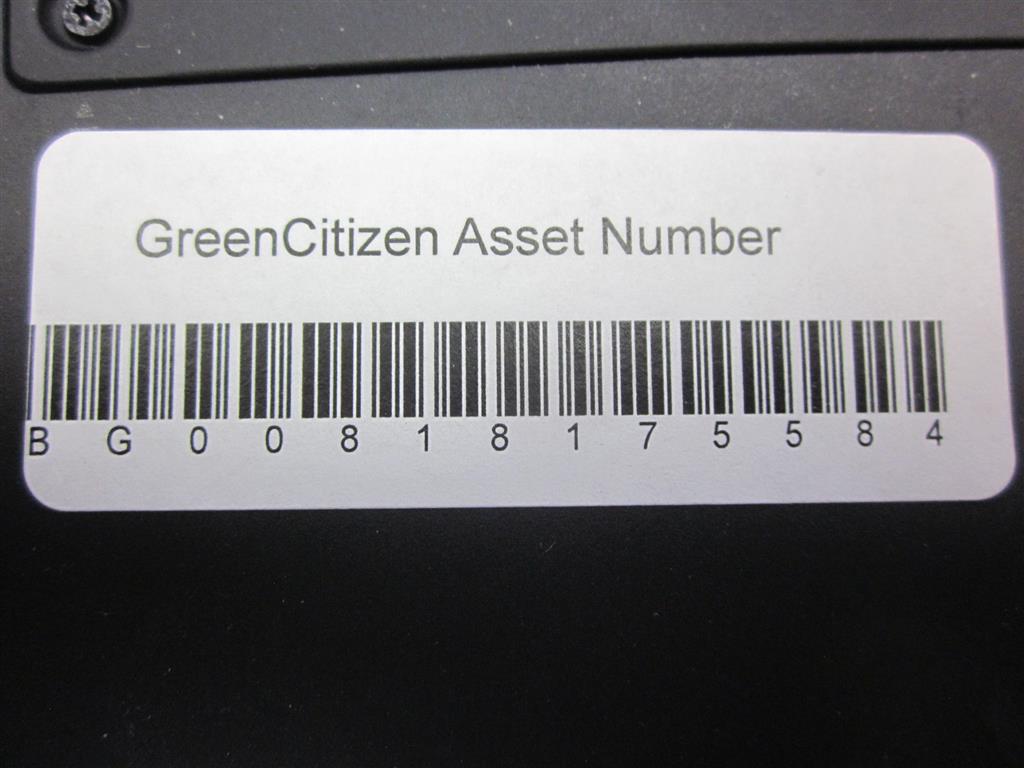 GreenCitizen Asset Number
B G 0 0 8 1 8 1 7 5 5 8 4